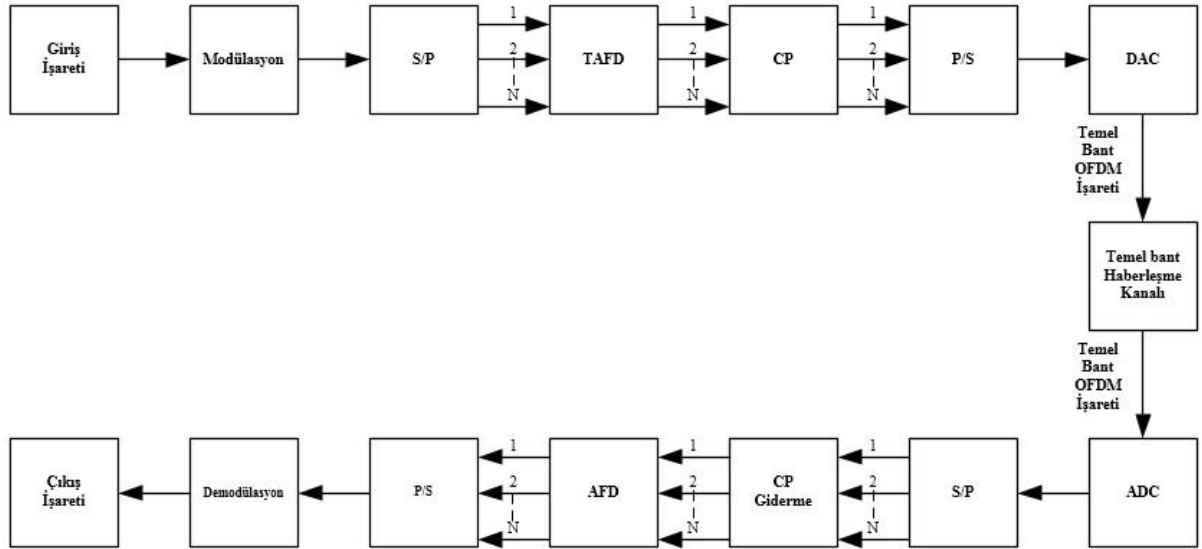 Giriş
İşareti
Modülasyon
S/P
1
2
N
TAFD
1
2
N
CP
1
2
N
P/S
DAC
Temel
Bant
OFDM
İşareti
Temel bant
Haberleşme
Kanalı
Temel
Bant
OFDM
İşareti
ADC
S/P
1
2
N
CP
Giderme
1
2
N
AFD
1
2
N
P/S
Demodülasyon
Çıkış
İşareti